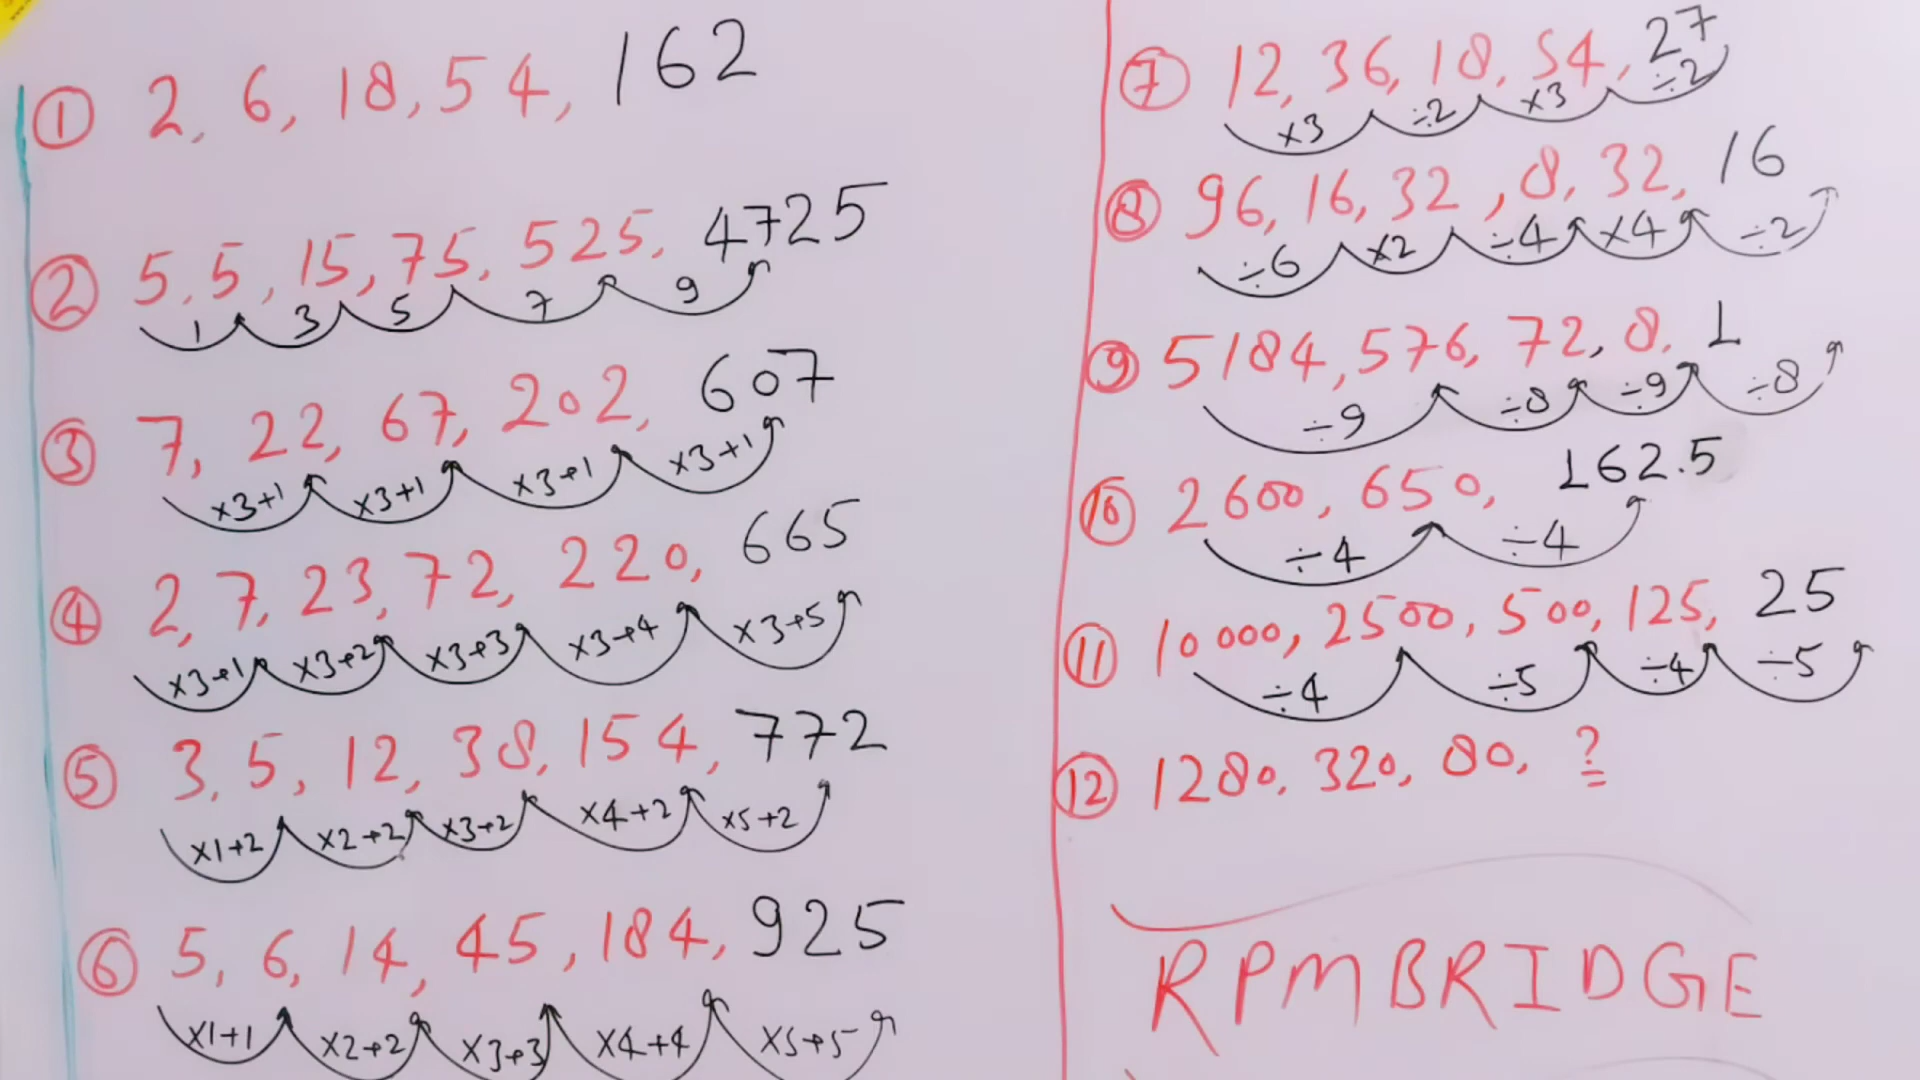 ① 2, 6, 18, 54, 162
② 5, 5, 15, 75, 525, 4725
1 3 5 7 9
③ 7, 22, 67, 202, 607
×3+1 ×3+1 ×3+1 ×3+1
④ 2, 7, 23, 72, 220, 665
×3+1 ×3+2 ×3+3 ×3+4 ×3+5
⑤ 3, 5, 12, 38, 154, 772
×1+2 ×2+2 ×3+2 ×4+2 ×5+2
⑥ 5, 6, 14, 45, 184, 925
×1+1 ×2+2 ×3+3 ×4+4 ×5+5
⑦ 12, 36, 18, 54, 27
×3 ÷2 ×3 ÷2
⑧ 96, 16, 32, 8, 32, 16
÷6 ×2 ÷4 ×4 ÷2
⑨ 5184, 576, 72, 8, 1
÷9 ÷8 ÷9 ÷8
⑩ 2600, 650, 162.5
÷4 ÷4
⑪ 10000, 2500, 500, 125, 25
÷4 ÷5 ÷4 ÷5
⑫ 1280, 320, 80, ?
RPMBRIDGE